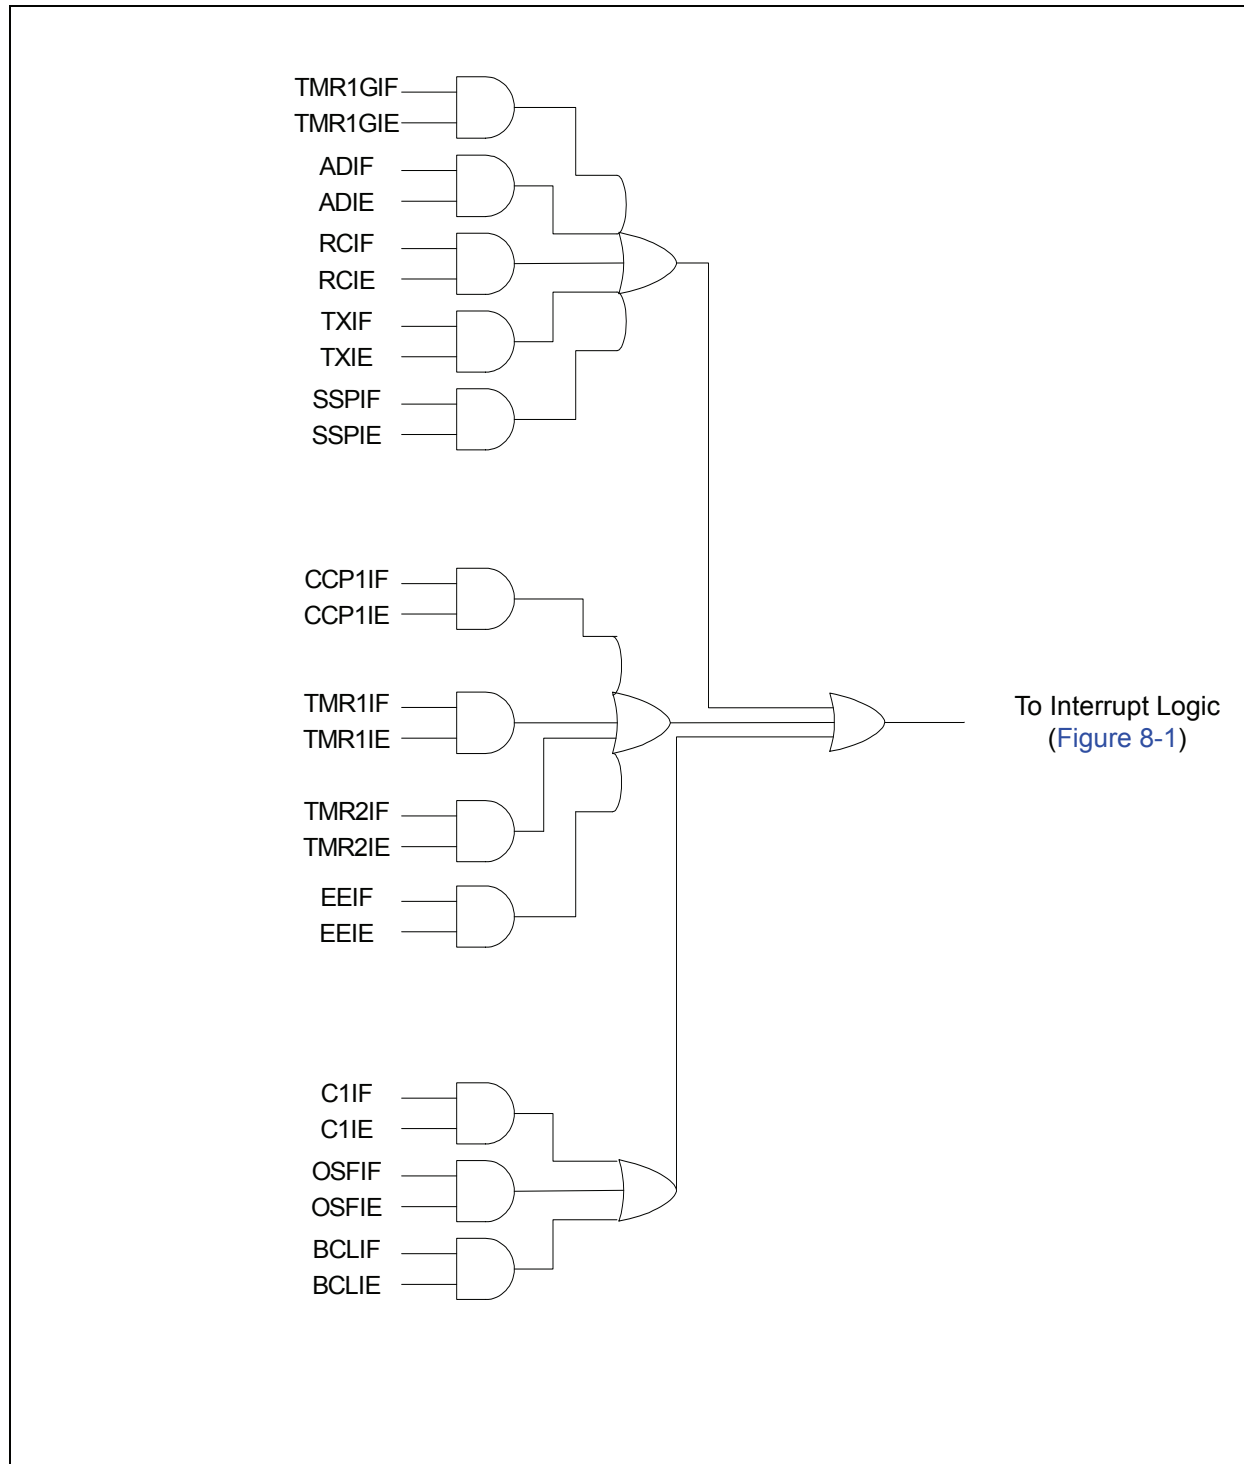 TMR1GIF
TMR1GIE
ADIF
ADIE
RCIF
RCIE
TXIF
TXIE
SSPIF
SSPIE
CCP1IF
CCP1IE
TMR1IF
TMR1IE
TMR2IF
TMR2IE
EEIF
EEIE
C1IF
C1IE
OSFIF
OSFIE
BCLIF
BCLIE
To Interrupt Logic
(Figure 8-1)